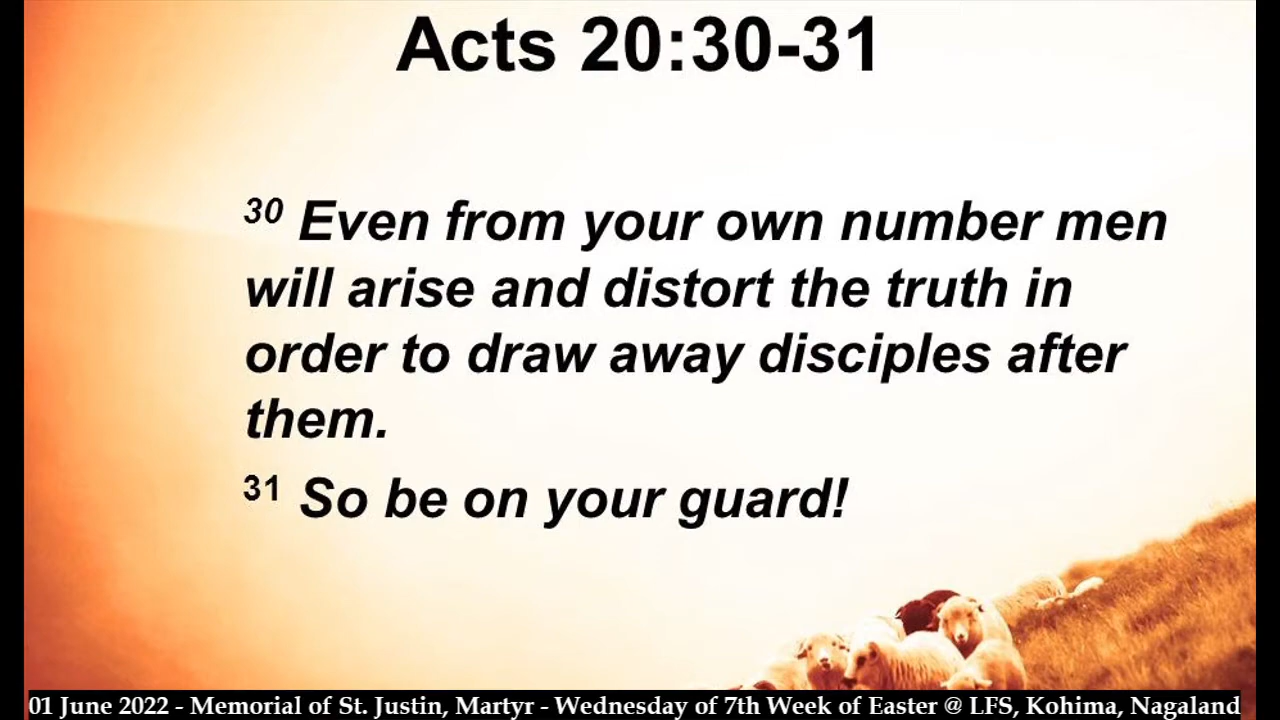 Acts 20:30-31
30 Even from your own number men
will arise and distort the truth in
order to draw away disciples after
them.
31 So be on your guard!
01 June 2022 - Memorial of St. Justin, Martyr - Wednesday of 7th Week of Easter @ LFS, Kohima, Nagaland